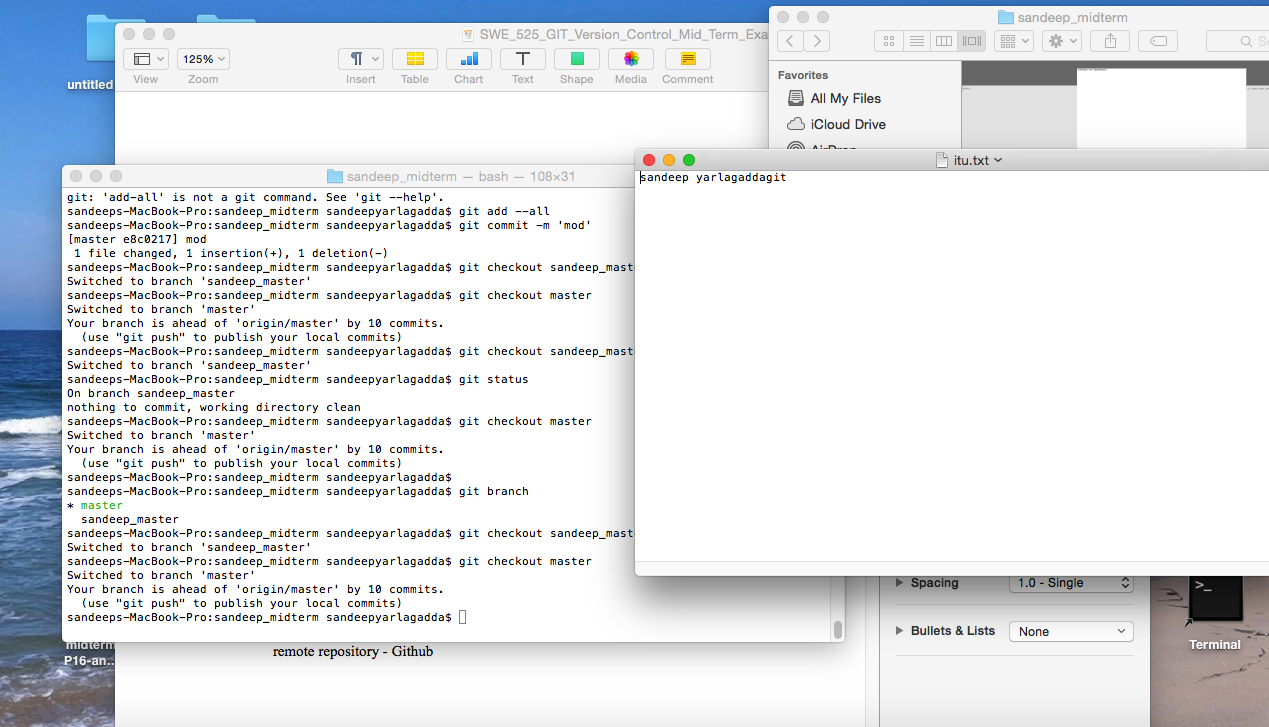 untitled
SWE_525_GIT_Version_Control_Mid_Term_Exa
125%
View
Zoom
Insert
Table
Chart
Text
Shape
Media
Comment
sandeep_midterm
Favorites
All My Files
iCloud Drive
AirDrop
sandeep_midterm — bash — 108×31
git: 'add-all' is not a git command. See 'git --help'.
sandeeps-MacBook-Pro:sandeep_midterm sandeepyarlagadda$ git add --all
sandeeps-MacBook-Pro:sandeep_midterm sandeepyarlagadda$ git commit -m 'mod'
[master e8c0217] mod
1 file changed, 1 insertion(+), 1 deletion(-)
sandeeps-MacBook-Pro:sandeep_midterm sandeepyarlagadda$ git checkout sandeep_mast
Switched to branch 'sandeep_master'
sandeeps-MacBook-Pro:sandeep_midterm sandeepyarlagadda$ git checkout master
Switched to branch 'master'
Your branch is ahead of 'origin/master' by 10 commits.
(use "git push" to publish your local commits)
sandeeps-MacBook-Pro:sandeep_midterm sandeepyarlagadda$ git checkout sandeep_mast
Switched to branch 'sandeep_master'
sandeeps-MacBook-Pro:sandeep_midterm sandeepyarlagadda$ git status
On branch sandeep_master
nothing to commit, working directory clean
sandeeps-MacBook-Pro:sandeep_midterm sandeepyarlagadda$ git checkout master
Switched to branch 'master'
Your branch is ahead of 'origin/master' by 10 commits.
(use "git push" to publish your local commits)
sandeeps-MacBook-Pro:sandeep_midterm sandeepyarlagadda$
sandeeps-MacBook-Pro:sandeep_midterm sandeepyarlagadda$ git branch
* master
sandeep_master
sandeeps-MacBook-Pro:sandeep_midterm sandeepyarlagadda$ git checkout sandeep_mast
Switched to branch 'sandeep_master'
sandeeps-MacBook-Pro:sandeep_midterm sandeepyarlagadda$ git checkout master
Switched to branch 'master'
Your branch is ahead of 'origin/master' by 10 commits.
(use "git push" to publish your local commits)
sandeeps-MacBook-Pro:sandeep_midterm sandeepyarlagadda$
itu.txt
sandeep yarlagaddagit
Spacing
1.0 - Single
Bullets & Lists
None
Terminal
midterm
P16-an...
remote repository - Github